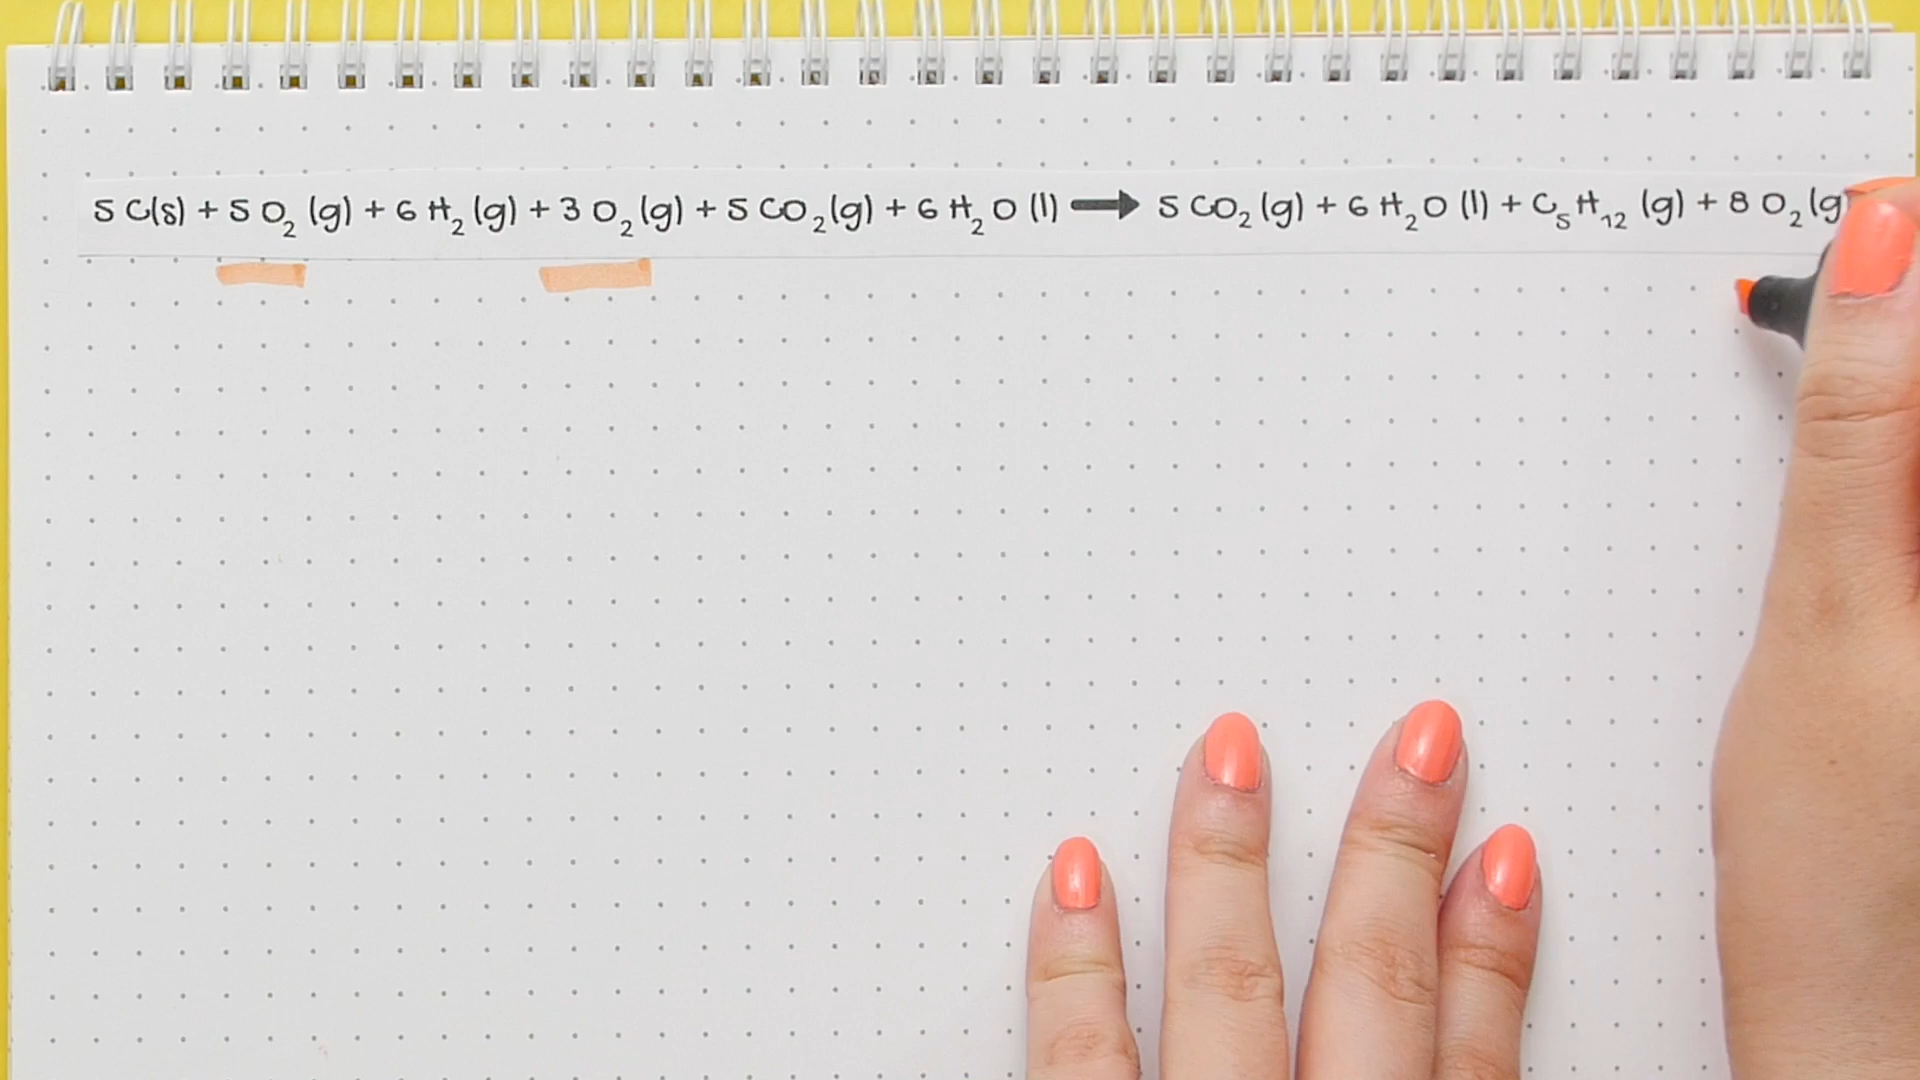 5 C(s) + 5 O₂ (g) + 6 H₂ (g) + 3 O₂ (g) + 5 CO₂ (g) + 6 H₂O (l) ➡ 5 CO₂ (g) + 6 H₂O (l) + C₅H₁₂ (g) + 8 O₂ (g